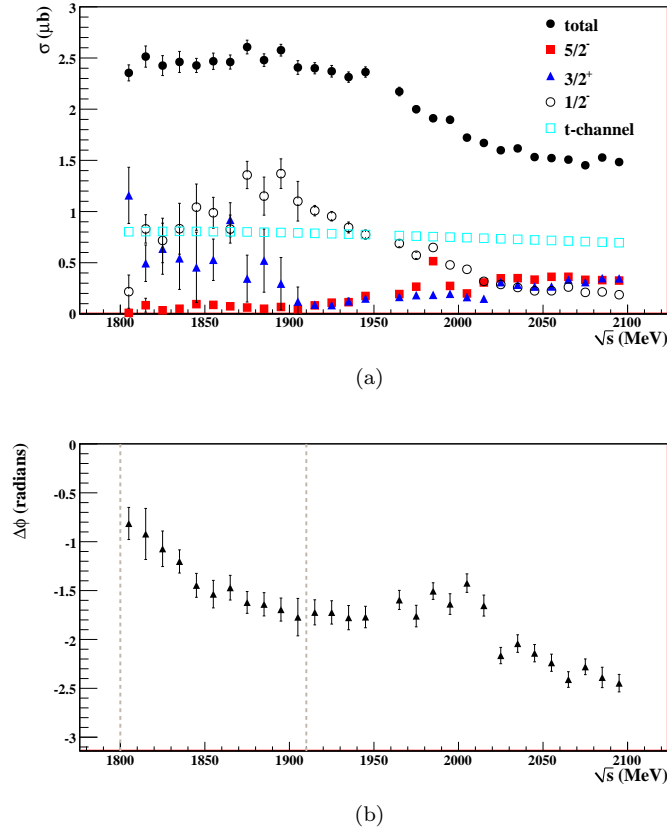 σ (μb)
3
2.5
2
1.5
1
0.5
0
total
5/2⁻
3/2⁺
1/2⁻
t-channel
1800 1850 1900 1950 2000 2050 2100
√s (MeV)
(a)
Δϕ (radians)
0
-0.5
-1
-1.5
-2
-2.5
-3
1800 1850 1900 1950 2000 2050 2100
√s (MeV)
(b)